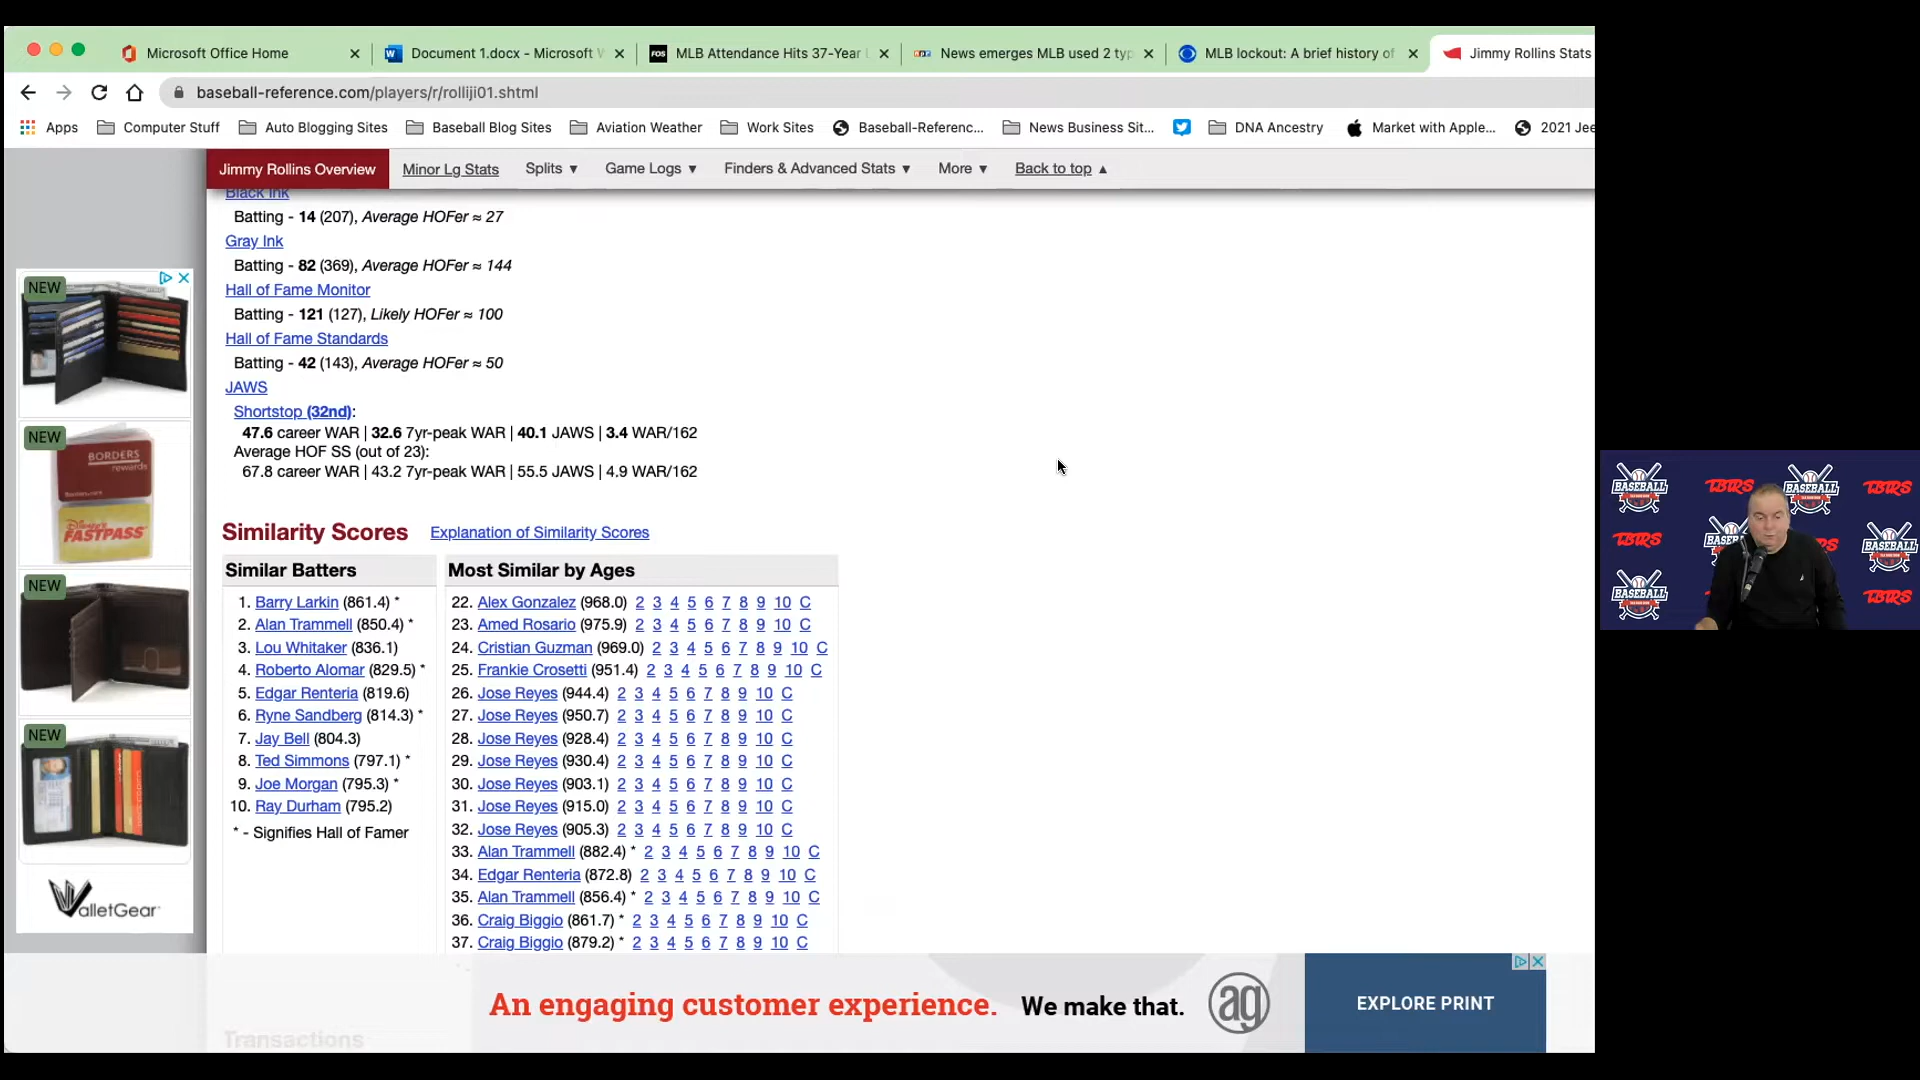 Microsoft Office Home
Document 1.docx - Microsoft W
FOS MLB Attendance Hits 37-Year L
News emerges MLB used 2 typ
MLB lockout: A brief history of
Jimmy Rollins Stats
baseball-reference.com/players/r/rolliji01.shtml
Apps Computer Stuff Auto Blogging Sites Baseball Blog Sites Aviation Weather Work Sites Baseball-Referenc... News Business Sit... DNA Ancestry Market with Apple... 2021 Jee
Jimmy Rollins Overview Minor Lg Stats Splits ▼ Game Logs ▼ Finders & Advanced Stats ▼ More ▼ Back to top ▲
Black Ink
Batting - 14 (207), Average HOFer ≈ 27
Gray Ink
Batting - 82 (369), Average HOFer ≈ 144
Hall of Fame Monitor
Batting - 121 (127), Likely HOFer ≈ 100
Hall of Fame Standards
Batting - 42 (143), Average HOFer ≈ 50
JAWS
Shortstop (32nd):
47.6 career WAR | 32.6 7yr-peak WAR | 40.1 JAWS | 3.4 WAR/162
Average HOF SS (out of 23):
67.8 career WAR | 43.2 7yr-peak WAR | 55.5 JAWS | 4.9 WAR/162
Similarity Scores Explanation of Similarity Scores
Similar Batters
1. Barry Larkin (861.4) *
2. Alan Trammell (850.4) *
3. Lou Whitaker (836.1)
4. Roberto Alomar (829.5) *
5. Edgar Renteria (819.6)
6. Ryne Sandberg (814.3) *
7. Jay Bell (804.3)
8. Ted Simmons (797.1) *
9. Joe Morgan (795.3) *
10. Ray Durham (795.2)
* - Signifies Hall of Famer
Most Similar by Ages
22. Alex Gonzalez (968.0) 2 3 4 5 6 7 8 9 10 C
23. Amed Rosario (975.9) 2 3 4 5 6 7 8 9 10 C
24. Cristian Guzman (969.0) 2 3 4 5 6 7 8 9 10 C
25. Frankie Crosetti (951.4) 2 3 4 5 6 7 8 9 10 C
26. Jose Reyes (944.4) 2 3 4 5 6 7 8 9 10 C
27. Jose Reyes (950.7) 2 3 4 5 6 7 8 9 10 C
28. Jose Reyes (928.4) 2 3 4 5 6 7 8 9 10 C
29. Jose Reyes (930.4) 2 3 4 5 6 7 8 9 10 C
30. Jose Reyes (903.1) 2 3 4 5 6 7 8 9 10 C
31. Jose Reyes (915.0) 2 3 4 5 6 7 8 9 10 C
32. Jose Reyes (905.3) 2 3 4 5 6 7 8 9 10 C
33. Alan Trammell (882.4) * 2 3 4 5 6 7 8 9 10 C
34. Edgar Renteria (872.8) 2 3 4 5 6 7 8 9 10 C
35. Alan Trammell (856.4) * 2 3 4 5 6 7 8 9 10 C
36. Craig Biggio (861.7) * 2 3 4 5 6 7 8 9 10 C
37. Craig Biggio (879.2) * 2 3 4 5 6 7 8 9 10 C
NEW
NEW
BORDERS
rewards
Disney's
FASTPASS
NEW
NEW
WalletGear
An engaging customer experience. We make that. ag EXPLORE PRINT
Transactions
TBTRS BASEBALL
BASEBALL TBTRS
TBTRS BASEBALL
BASEBALL TBTRS